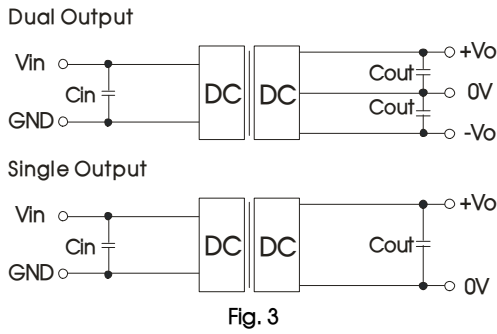 Dual Output
Vin
Cin
GND
DC DC
Cout
Cout
+Vo
0V
-Vo
Single Output
Vin
Cin
GND
DC DC
Cout
+Vo
0V
Fig. 3